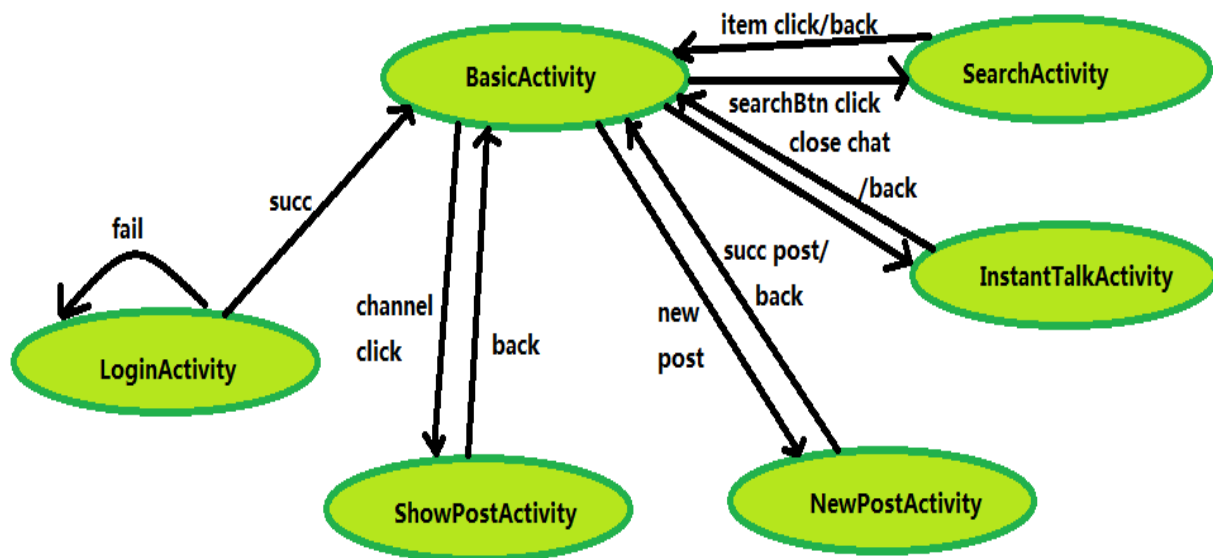 item click/back
BasicActivity
SearchActivity
searchBtn click
close chat
/back
succ
fail
succ post/
back
InstantTalkActivity
channel
click
back
new
post
LoginActivity
ShowPostActivity
NewPostActivity